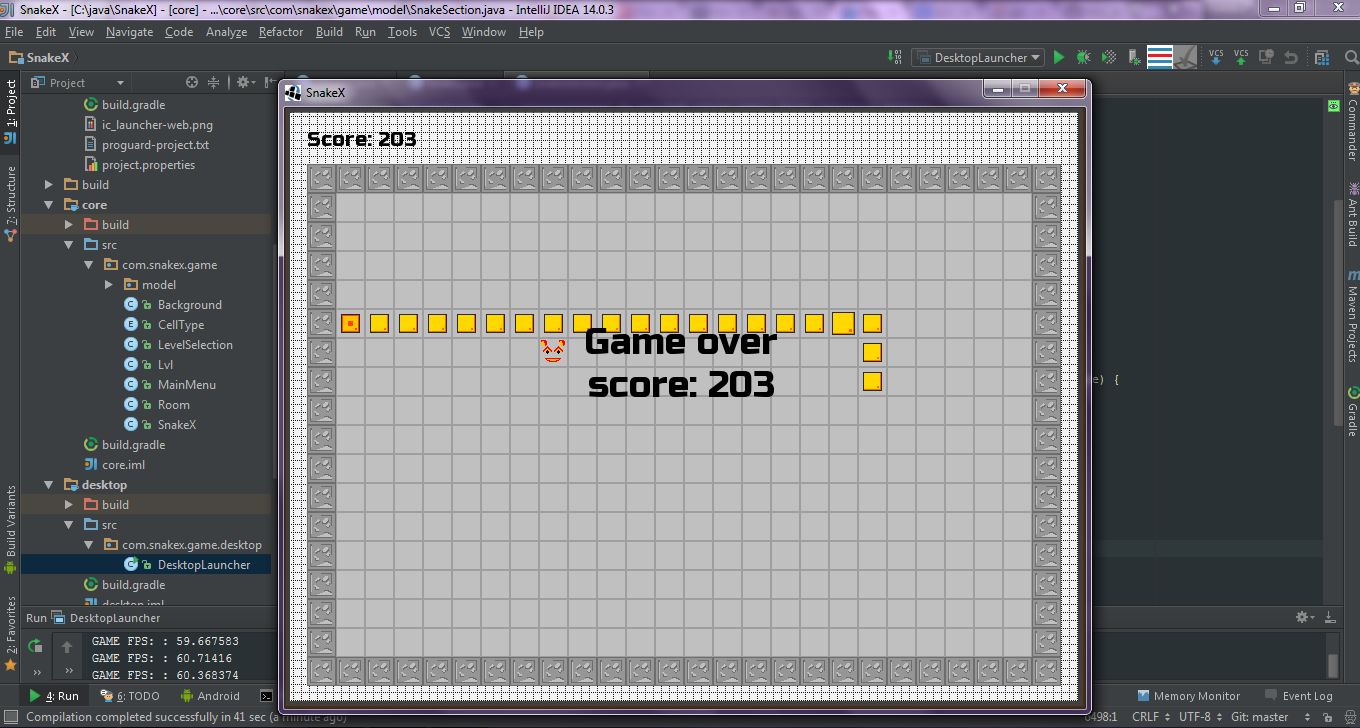 SnakeX - [C:\java\SnakeX] - [core] - ...\core\src\com\snakex\game\model\SnakeSection.java - IntelliJ IDEA 14.0.3
File Edit View Navigate Code Analyze Refactor Build Run Tools VCS Window Help
SnakeX
DesktopLauncher
VCS VCS
1: Project
7: Structure
Build Variants
2: Favorites
Project
build.gradle
ic_launcher-web.png
proguard-project.txt
project.properties
build
core
build
src
com.snakex.game
model
Background
CellType
LevelSelection
Lvl
MainMenu
Room
SnakeX
build.gradle
core.iml
desktop
build
src
com.snakex.game.desktop
DesktopLauncher
build.gradle
desktop.iml
SnakeX
Score: 203
Game over
score: 203
) {
Commander
Ant Build
Maven Projects
Gradle
Run DesktopLauncher
GAME FPS: : 59.667583
GAME FPS: : 60.71416
GAME FPS: : 60.368374
4: Run 6: TODO Android
Memory Monitor Event Log
Compilation completed successfully in 41 sec (a minute ago)
6498:1 CRLF UTF-8 Git: master